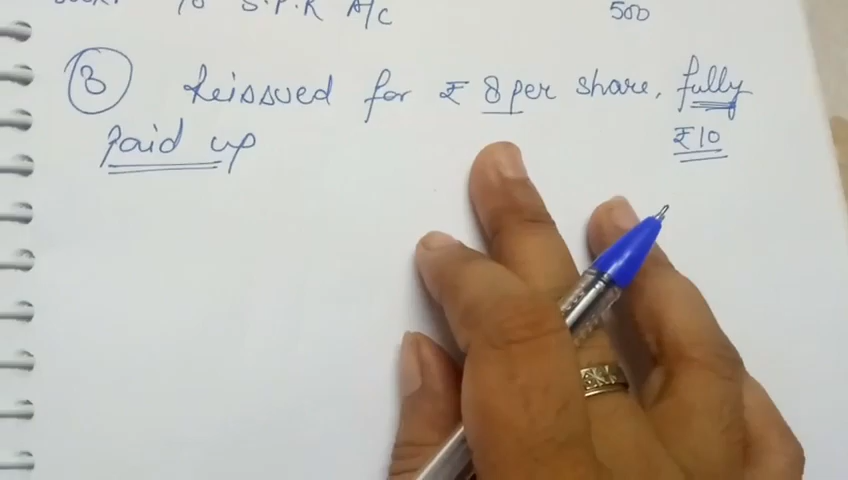 To S.P.R A/C 500
3 Reissued for ₹ 8 per share, fully
paid up ₹10